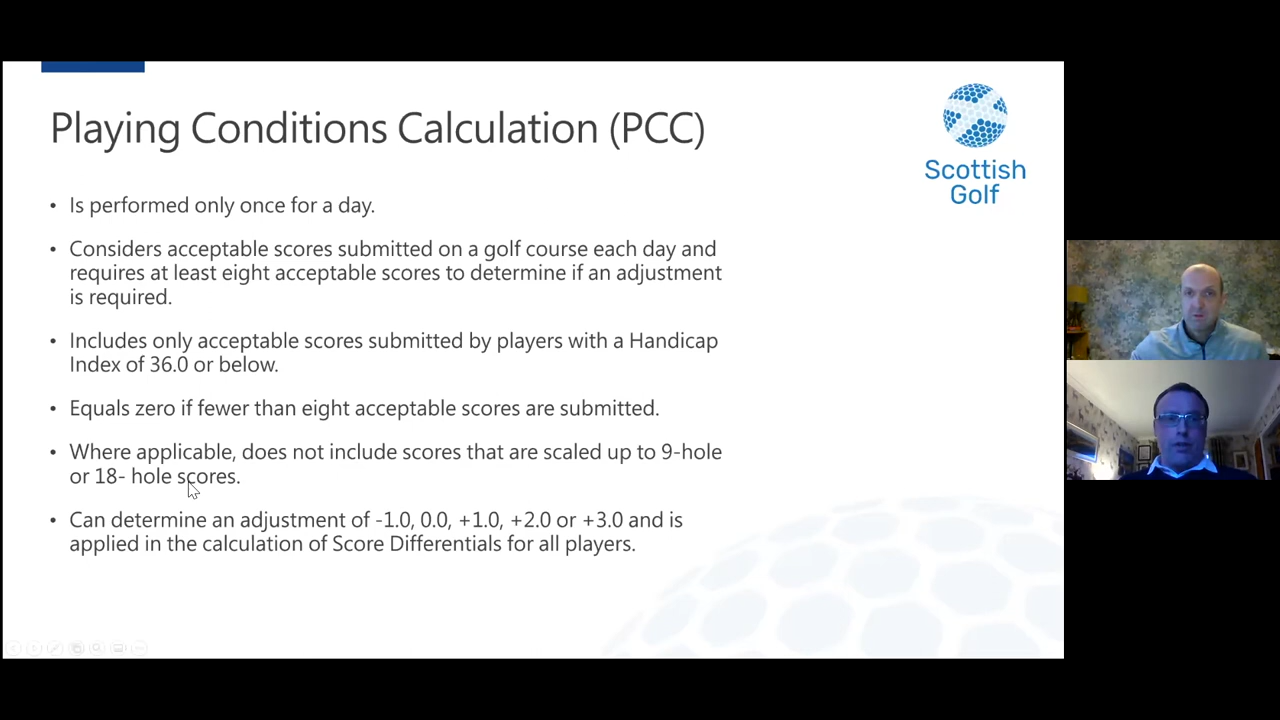 Playing Conditions Calculation (PCC)
Scottish
Golf
• Is performed only once for a day.
• Considers acceptable scores submitted on a golf course each day and
requires at least eight acceptable scores to determine if an adjustment
is required.
• Includes only acceptable scores submitted by players with a Handicap
Index of 36.0 or below.
• Equals zero if fewer than eight acceptable scores are submitted.
• Where applicable, does not include scores that are scaled up to 9-hole
or 18- hole scores.
• Can determine an adjustment of -1.0, 0.0, +1.0, +2.0 or +3.0 and is
applied in the calculation of Score Differentials for all players.